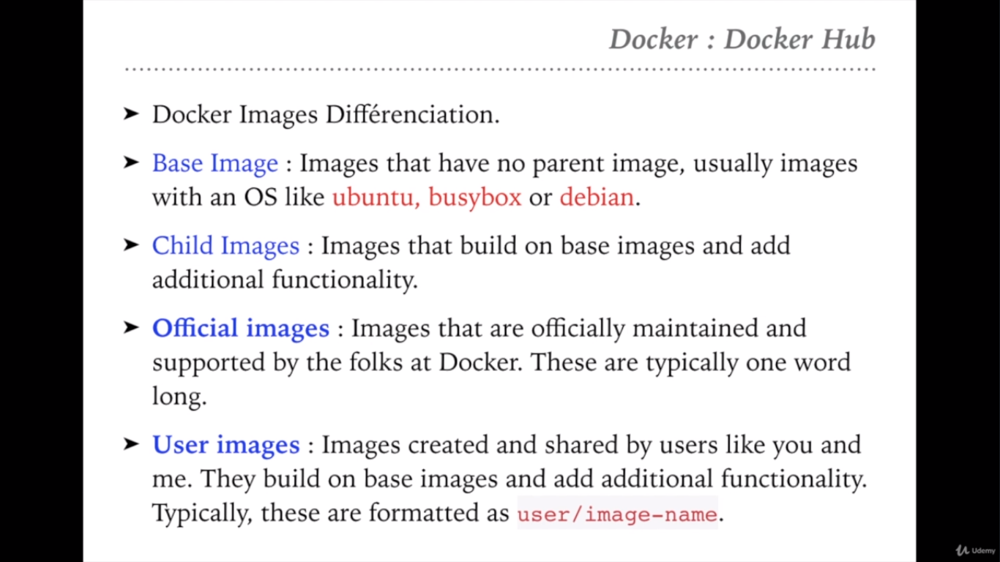 Docker : Docker Hub
➤ Docker Images Différenciation.
➤ Base Image : Images that have no parent image, usually images
with an OS like ubuntu, busybox or debian.
➤ Child Images : Images that build on base images and add
additional functionality.
➤ Official images : Images that are officially maintained and
supported by the folks at Docker. These are typically one word
long.
➤ User images : Images created and shared by users like you and
me. They build on base images and add additional functionality.
Typically, these are formatted as user/image-name.
Udemy